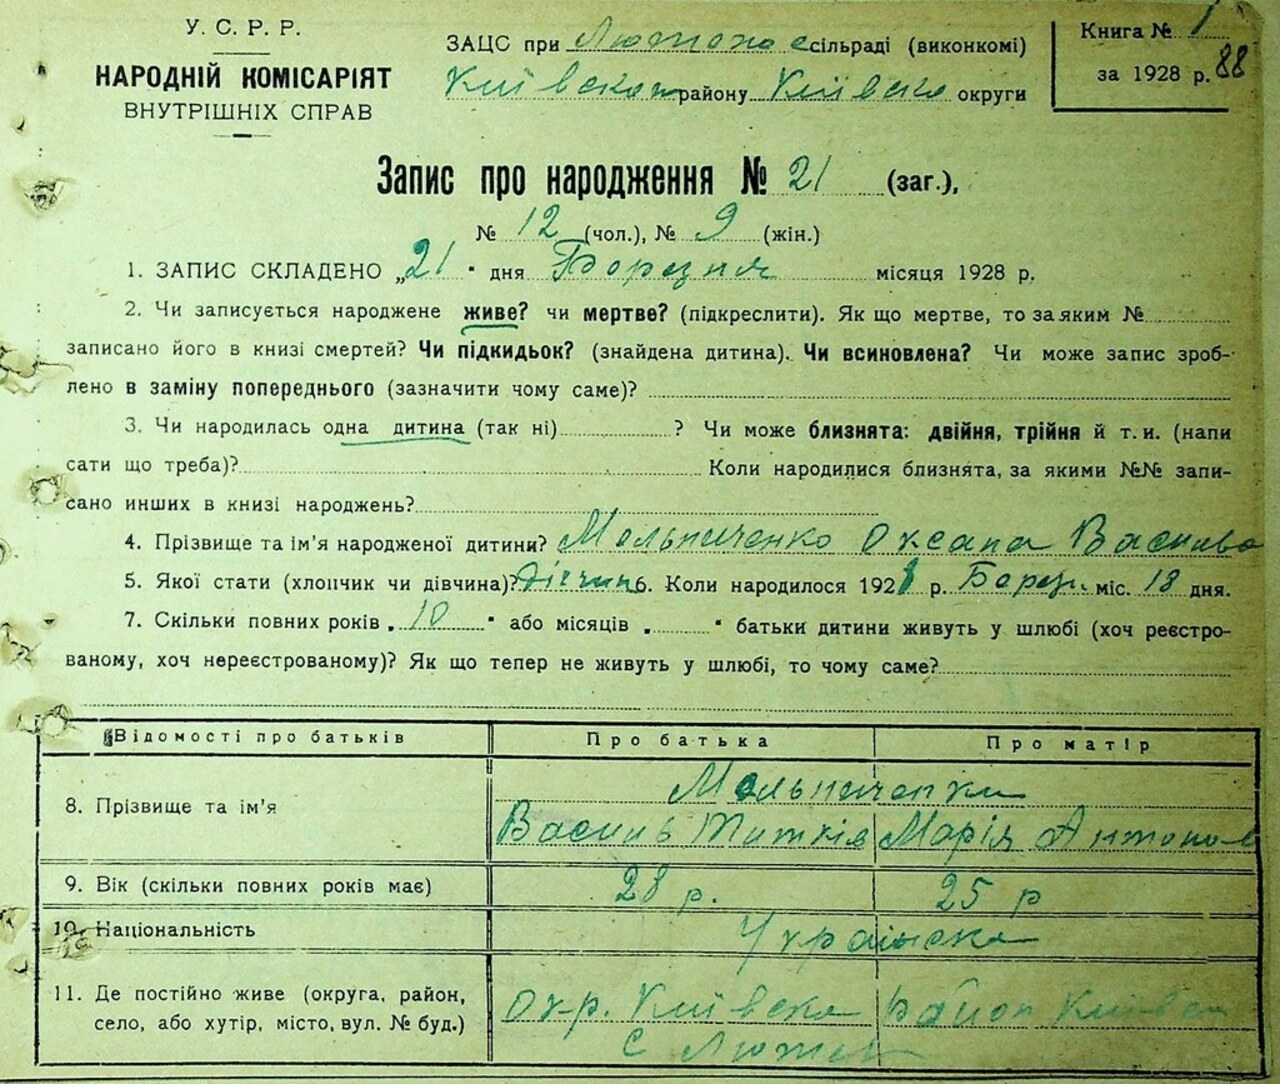 У. С. Р. Р.
НАРОДНІЙ КОМІСАРІЯТ
ВНУТРІШНІХ СПРАВ
ЗАЦС при сільраді (виконкомі)
Київском району Київско округи
Книга № 1
за 1928 р. 88
Запис про народження № 21 (заг.),
№ 12 (чол.), № 9 (жін.)
1. ЗАПИС СКЛАДЕНО „21" дня Березня місяця 1928 р.
2. Чи записується народжене живе? чи мертве? (підкреслити). Як що мертве, то за яким №
записано його в книзі смертей? Чи підкидьок? (знайдена дитина). Чи всиновлена? Чи може запис зроб-
лено в заміну попереднього (зазначити чому саме)?
3. Чи народилась одна дитина (так ні) ? Чи може близнята: двійня, трійня й т. и. (напи
сати що треба)? Коли народилися близнята, за якими №№ запи-
сано инших в книзі народжень?
4. Прізвище та ім'я народженої дитини? Мельниченко Оксана
5. Якої стати (хлопчик чи дівчина)? 6. Коли народилося 1928 р. Берез. міс. 18 дня.
7. Скільки повних років „10" або місяців „ " батьки дитини живуть у шлюбі (хоч реєстро-
ваному, хоч нереєстрованому)? Як що тепер не живуть у шлюбі, то чому саме?
Відомості про батьків Про батька Про матір
8. Прізвище та ім'я Мельниченки
Василь Титків Марія Антонов
9. Вік (скільки повних років має) 28 р. 25 р
10. Національність Українска
11. Де постійно живе (округа, район,
село, або хутір, місто, вул. № буд.)
Окр. Київска Район Київск
с